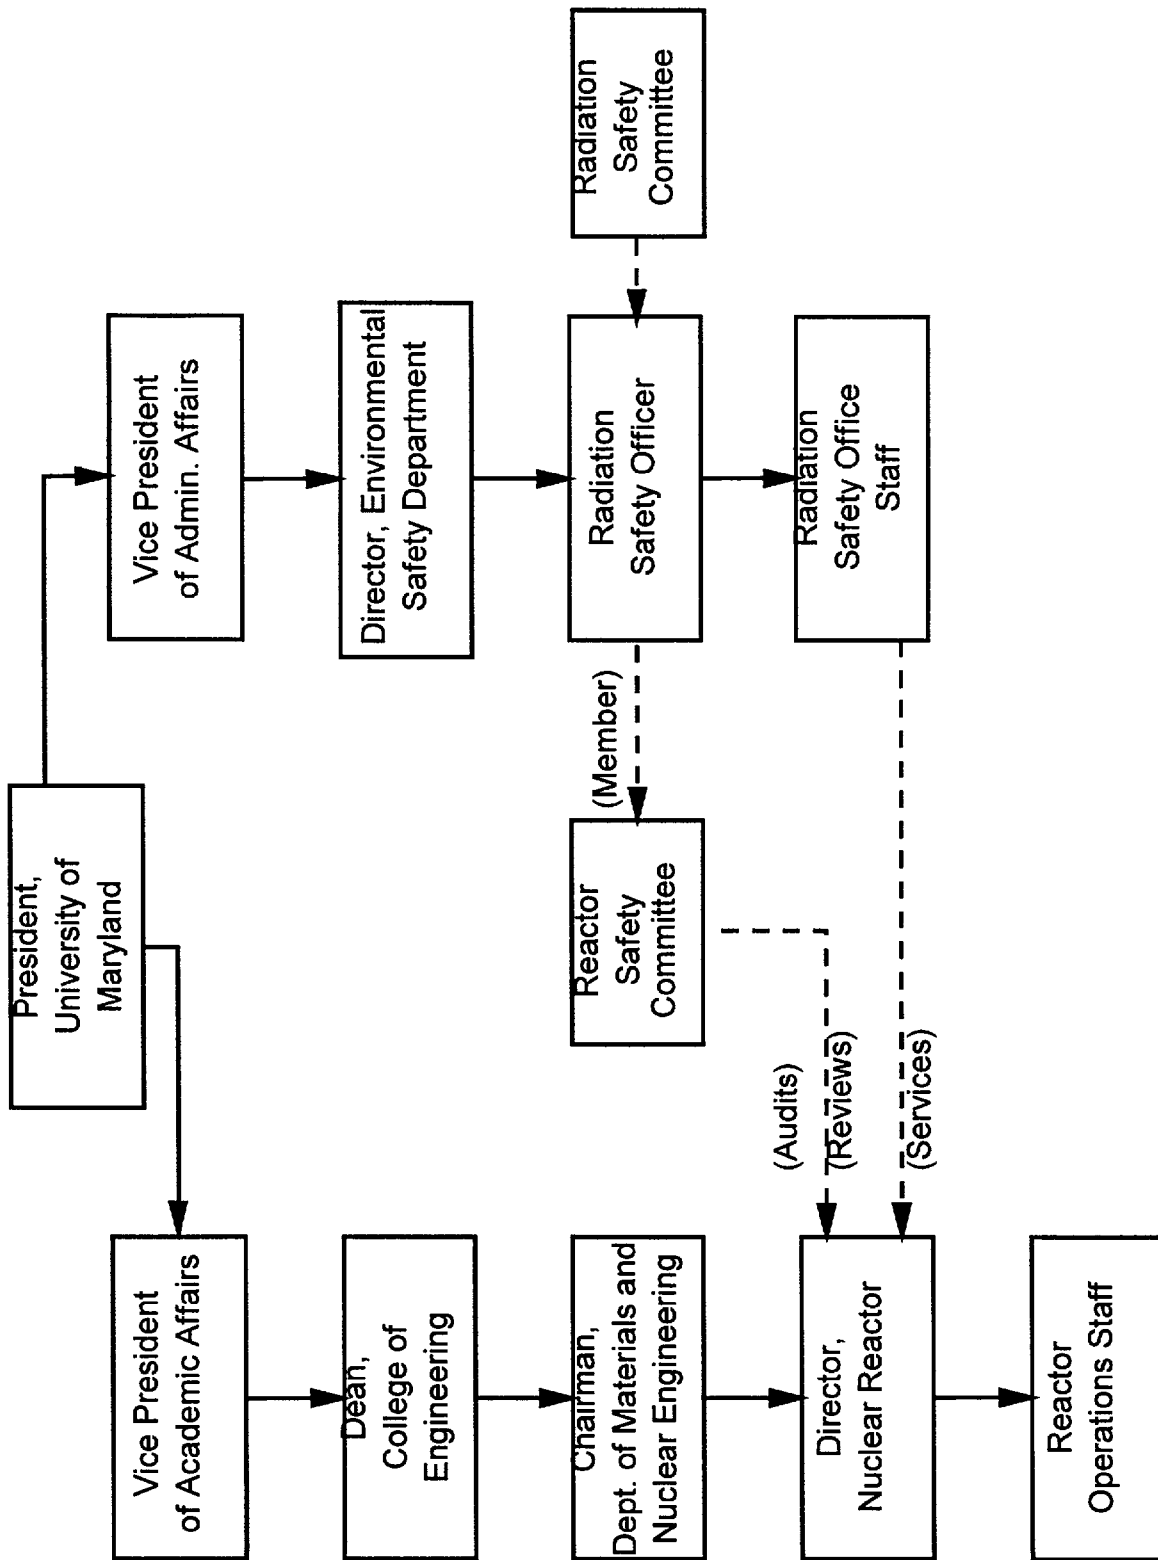 President,
University of
Maryland
Vice President
of Academic Affairs
Vice President
of Admin. Affairs
Dean,
College of
Engineering
Director, Environmental
Safety Department
Chairman,
Dept. of Materials and
Nuclear Engineering
Reactor
Safety
Committee
(Member)
Radiation
Safety Officer
Radiation
Safety
Committee
(Audits)
(Reviews)
Director,
Nuclear Reactor
(Services)
Radiation
Safety Office
Staff
Reactor
Operations Staff